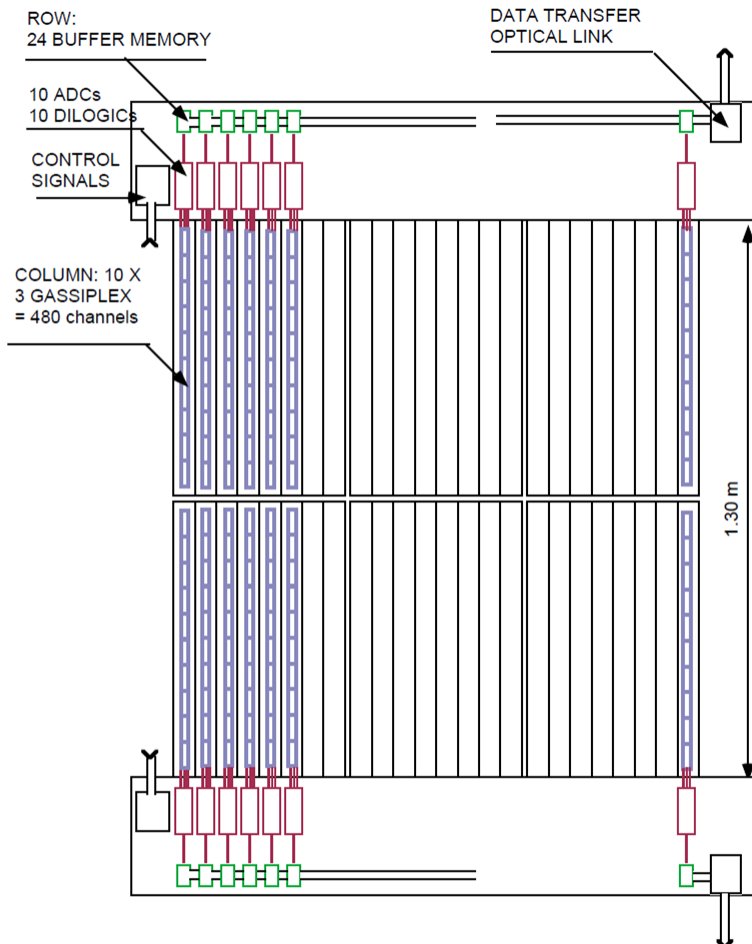 ROW:
24 BUFFER MEMORY
DATA TRANSFER
OPTICAL LINK
10 ADCs
10 DILOGICs
CONTROL
SIGNALS
COLUMN: 10 X
3 GASSIPLEX
= 480 channels
1.30 m